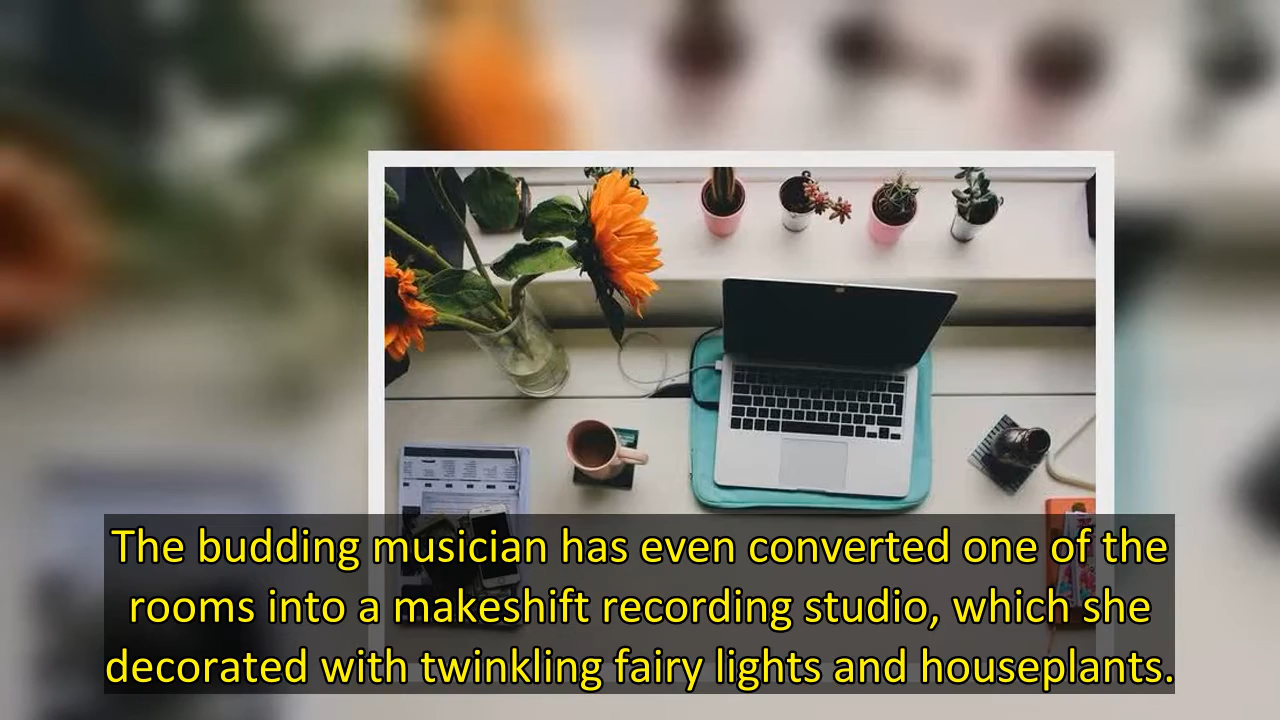 The budding musician has even converted one of the
rooms into a makeshift recording studio, which she
decorated with twinkling fairy lights and houseplants.